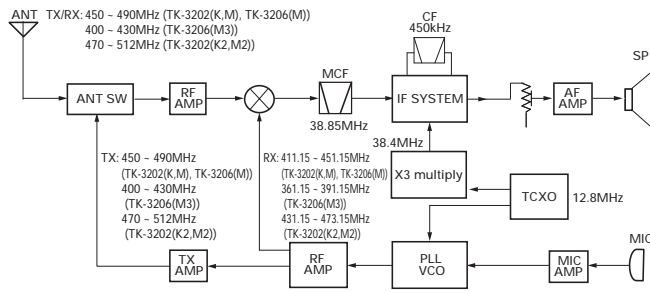 ANT TX/RX: 450 ~ 490MHz (TK-3202(K,M), TK-3206(M))
400 ~ 430MHz (TK-3206(M3))
470 ~ 512MHz (TK-3202(K2,M2))
CF
450kHz
SP
MCF
ANT SW
RF
AMP
IF SYSTEM
AF
AMP
38.85MHz
38.4MHz
TX: 450 ~ 490MHz
(TK-3202(K,M), TK-3206(M))
400 ~ 430MHz
(TK-3206(M3))
470 ~ 512MHz
(TK-3202(K2,M2))
RX: 411.15 ~ 451.15MHz
(TK-3202(K,M), TK-3206(M))
361.15 ~ 391.15MHz
(TK-3206(M3))
431.15 ~ 473.15MHz
(TK-3202(K2,M2))
X3 multiply
TCXO
12.8MHz
TX
AMP
RF
AMP
PLL
VCO
MIC
AMP
MIC